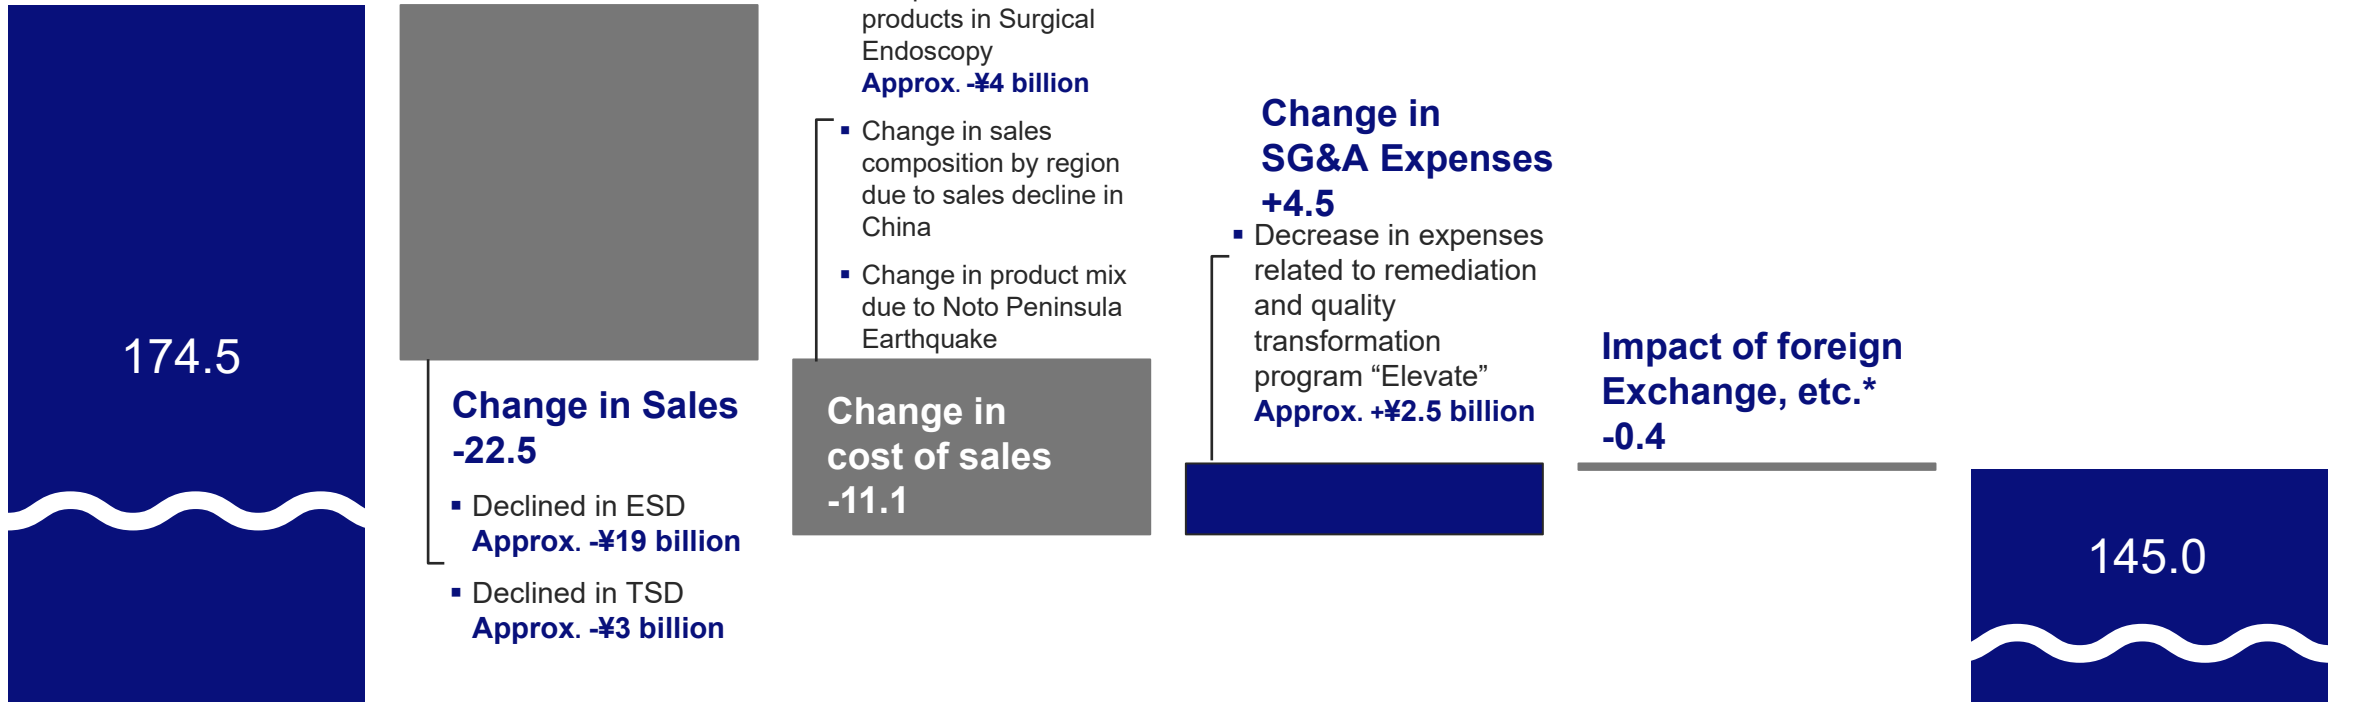 174.5
Change in Sales
-22.5
▪ Declined in ESD
Approx. -¥19 billion
▪ Declined in TSD
Approx. -¥3 billion
products in Surgical
Endoscopy
Approx. -¥4 billion
▪ Change in sales
composition by region
due to sales decline in
China
▪ Change in product mix
due to Noto Peninsula
Earthquake
Change in
cost of sales
-11.1
Change in
SG&A Expenses
+4.5
▪ Decrease in expenses
related to remediation
and quality
transformation
program “Elevate”
Approx. +¥2.5 billion
Impact of foreign
Exchange, etc.*
-0.4
145.0